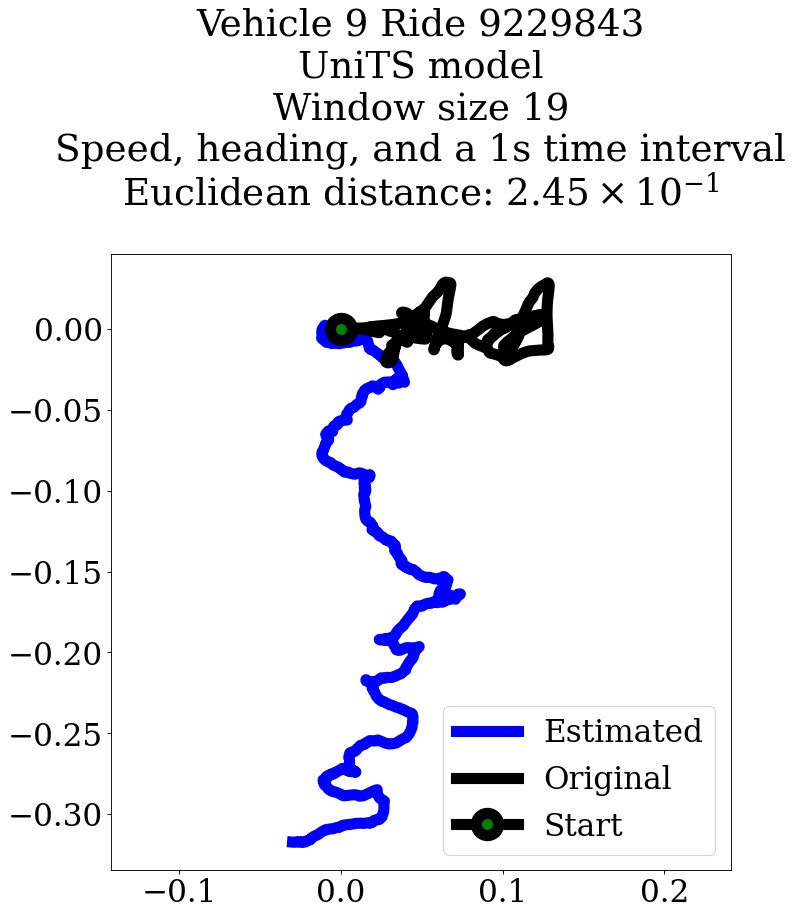 Vehicle 9 Ride 9229843
UniTS model
Window size 19
Speed, heading, and a 1s time interval
Euclidean distance: 2.45 × 10⁻¹
0.00
−0.05
−0.10
−0.15
−0.20
−0.25
−0.30
Estimated
Original
Start
−0.1
0.0
0.1
0.2